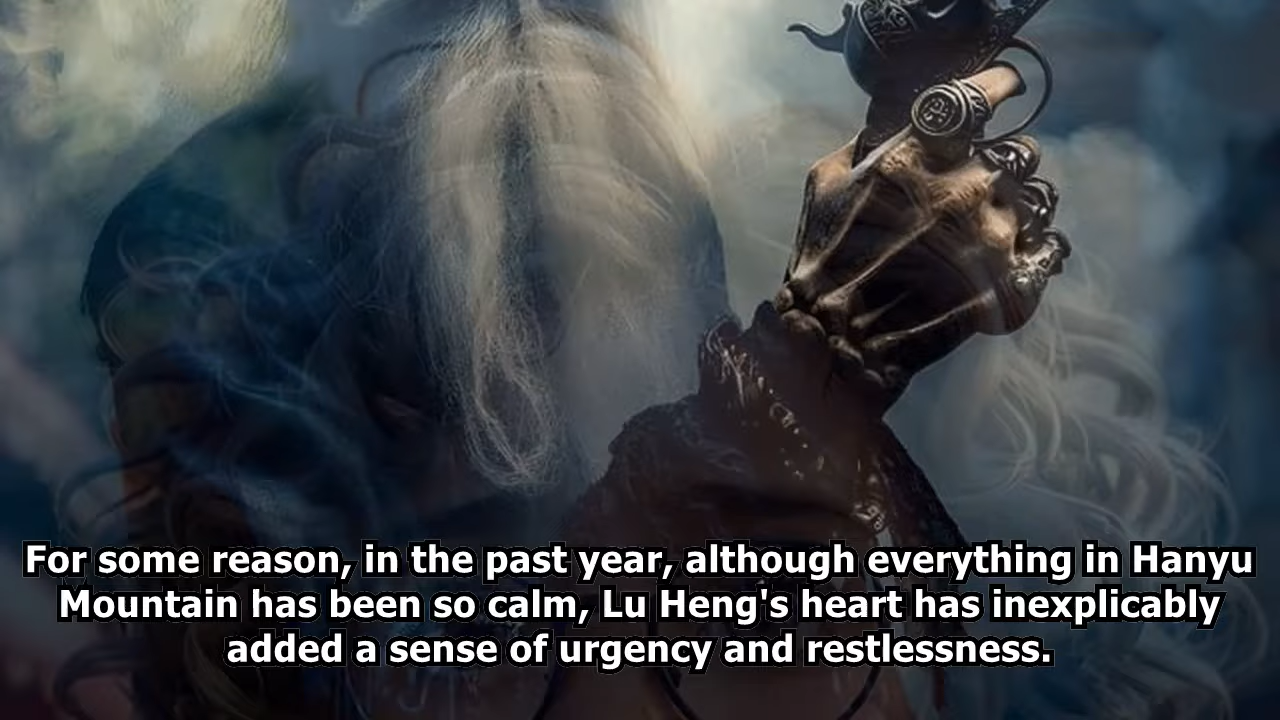 For some reason, in the past year, although everything in Hanyu
Mountain has been so calm, Lu Heng's heart has inexplicably
added a sense of urgency and restlessness.